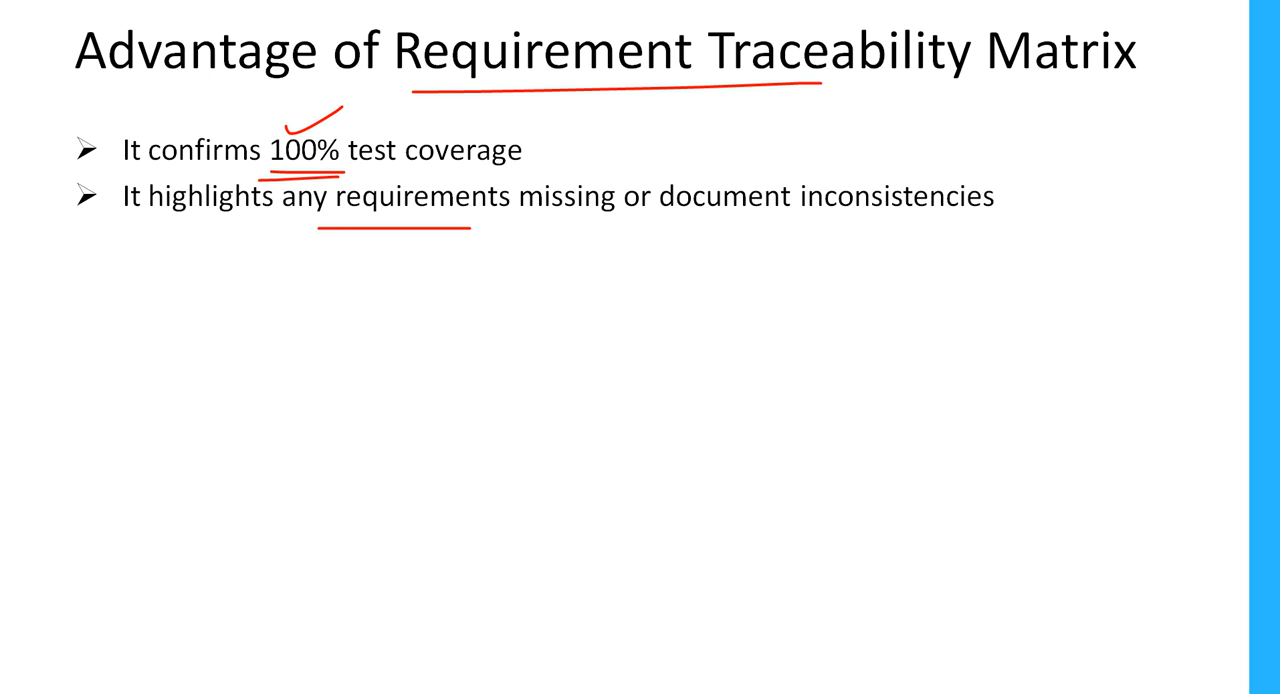 Advantage of Requirement Traceability Matrix
It confirms 100% test coverage
It highlights any requirements missing or document inconsistencies